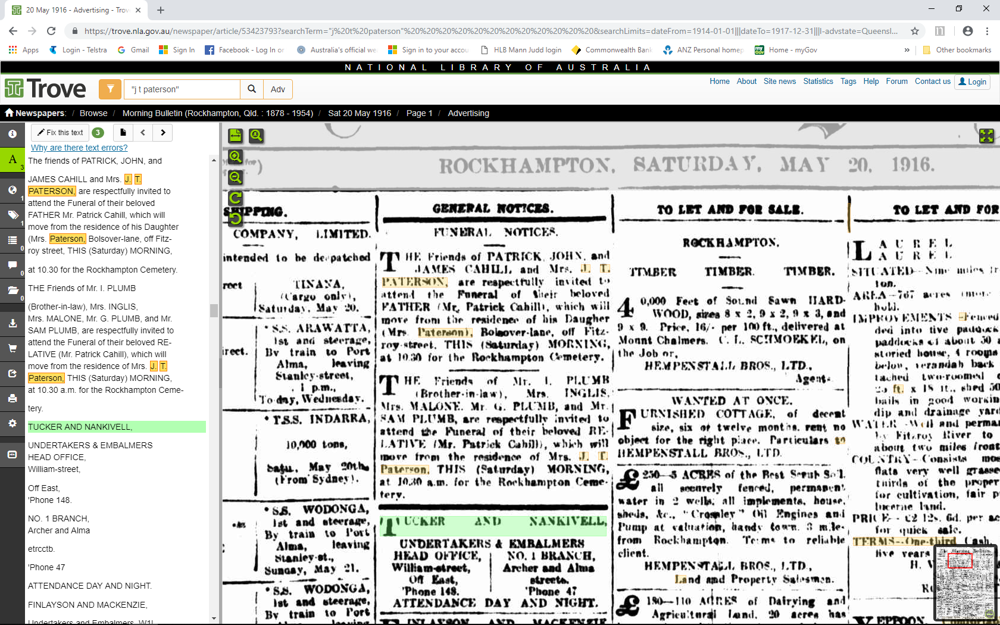 20 May 1916 - Advertising - Trov
https://trove.nla.gov.au/newspaper/article/53423793?searchTerm="j%20t%20paterson"%20%20%20%20%20%20%20%20%20%20%20%20&searchLimits=dateFrom=1914-01-01|||dateTo=1917-12-31|||l-advstate=Queensl...
Apps Login - Telstra Gmail Sign In Facebook - Log In or Australia's official we Sign in to your accou HLB Mann Judd login Commonwealth Bank ANZ Personal homep Home - myGov » Other bookmarks
NATIONAL LIBRARY OF AUSTRALIA
Trove "j t paterson" Adv
Home About Site news Statistics Tags Help Forum Contact us Login
Newspapers: / Browse / Morning Bulletin (Rockhampton, Qld. : 1878 - 1954) / Sat 20 May 1916 / Page 1 / Advertising
Fix this text 3
Why are there text errors?
The friends of PATRICK, JOHN, and
JAMES CAHILL and Mrs. J. T.
PATERSON, are respectfully invited to
attend the Funeral of their beloved
FATHER Mr. Patrick Cahill, which will
move from the residence of his Daughter
(Mrs. Paterson, Bolsover-lane, off Fitz-
roy street, THIS (Saturday) MORNING,
at 10.30 for the Rockhampton Cemetery.
THE Friends of Mr. I. PLUMB
(Brother-in-law), Mrs. INGLIS,
Mrs. MALONE, Mr. G. PLUMB, and Mr.
SAM PLUMB, are respectfully invited to
attend the Funeral of their beloved RE-
LATIVE (Mr. Patrick Cahill), which will
move from the residence of Mrs. J. T.
Paterson, THIS (Saturday) MORNING,
at 10.30 a.m. for the Rockhampton Ceme-
tery.
TUCKER AND NANKIVELL,
UNDERTAKERS & EMBALMERS
HEAD OFFICE,
William-street,
Off East,
'Phone 148.
NO. 1 BRANCH,
Archer and Alma
etrcctb.
'Phone 47
ATTENDANCE DAY AND NIGHT.
FINLAYSON AND MACKENZIE,
Undertakers and Embalmers, W1l
A 3
1
1
0
0
0
ROCKHAMPTON, SATURDAY, MAY 20, 1916.
SHIPPING.
COMPANY, LIMITED.
intended to be despatched
TINANA,
(Cargo only),
Saturday, May 20.
S.S. ARAWATTA,
1st and steerage,
By train to Port
Alma, leaving
Stanley-street,
1 p.m.,
To-day, Wednesday.
T.S.S. INDARRA,
10,000 tons,
Satu., May 20th
(From Sydney).
S.S. WODONGA,
1st and steerage,
By train to Port
Alma, leaving
Stanley-st.,
Sunday, May 21.
S.S. WODONGA,
1st and steerage,
By train to Port
Alma, leaving
GENERAL NOTICES.
FUNERAL NOTICES.
THE Friends of PATRICK, JOHN, and
JAMES CAHILL and Mrs. J. T.
PATERSON, are respectfully invited to
attend the Funeral of their beloved
FATHER (Mr. Patrick Cahill), which will
move from the residence of his Daugher
(Mrs. Paterson), Bolsover-lane, off Fitz-
roy-street, THIS (Saturday) MORNING,
at 10.30 for the Rockhampton Cemetery.
THE Friends of Mr. I. PLUMB
(Brother-in-law), Mrs. INGLIS,
Mrs. MALONE, Mr. G. PLUMB, and Mr.
SAM PLUMB, are respectfully invited to
attend the Funeral of their beloved RE-
LATIVE (Mr. Patrick Cahill), which will
move from the residence of Mrs. J. T.
Paterson, THIS (Saturday) MORNING,
at 10.30 a.m. for the Rockhampton Ceme-
tery.
TUCKER AND NANKIVELL,
UNDERTAKERS & EMBALMERS
HEAD OFFICE, NO. 1 BRANCH,
William-street, Archer and Alma
Off East, streets.
'Phone 148. 'Phone 47
ATTENDANCE DAY AND NIGHT.
FINLAYSON AND MACKENZIE
TO LET AND FOR SALE.
ROCKHAMPTON.
TIMBER TIMBER. TIMBER.
40,000 Feet of Sound Sawn HARD-
WOOD, sizes 8 x 2, 9 x 2, 9 x 3, and
9 x 9. Price, 16/- per 100 ft., delivered at
Mount Chalmers. C. L. SCHMOEKEL, on
the Job or,
HEMPENSTALL BROS., LTD.,
Agents
WANTED AT ONCE.
FURNISHED COTTAGE, of decent
size, six or twelve months, rent no
object for the right place. Particulars to
HEMPENSTALL BROS., LTD.
£250—5 ACRES of the Best Scrub Soil.
all securely fenced, permanent
water in 2 wells, all implements, house,
sheds, &c., "Crossley" Oil Engines and
Pump at valuation, handy town. 3 mile-
from Rockhampton. Terms to reliable
client.
HEMPENSTALL BROS., LTD.,
Land and Property Salesmen.
£180—110 ACRES of Dairying and
Agricultural Land, 20 acres has
TO LET AND FOR
LAUREL
LAUREL
SITUATED—Nine miles fr
ton.
AREA—767 acres (more
hold.
IMPROVEMENTS—Fenced
ded into five paddock
paddocks of about 50 a
storied house, 4 rooms
below, verandah back
tached two-roomed
25 ft. x 18 ft., shed 50
bails in good workin
dip and drainage yard
WATER—Well and perma
by Fitzroy River to
about two miles front
COUNTRY—Consists mos
flats very well grasse
thirds of the proper
for cultivation, fair p
lucerne land.
PRICE—£2 12s. 6d. per ac
for quick sale.
TERMS—One-third Cash,
five years
YEPPOON.